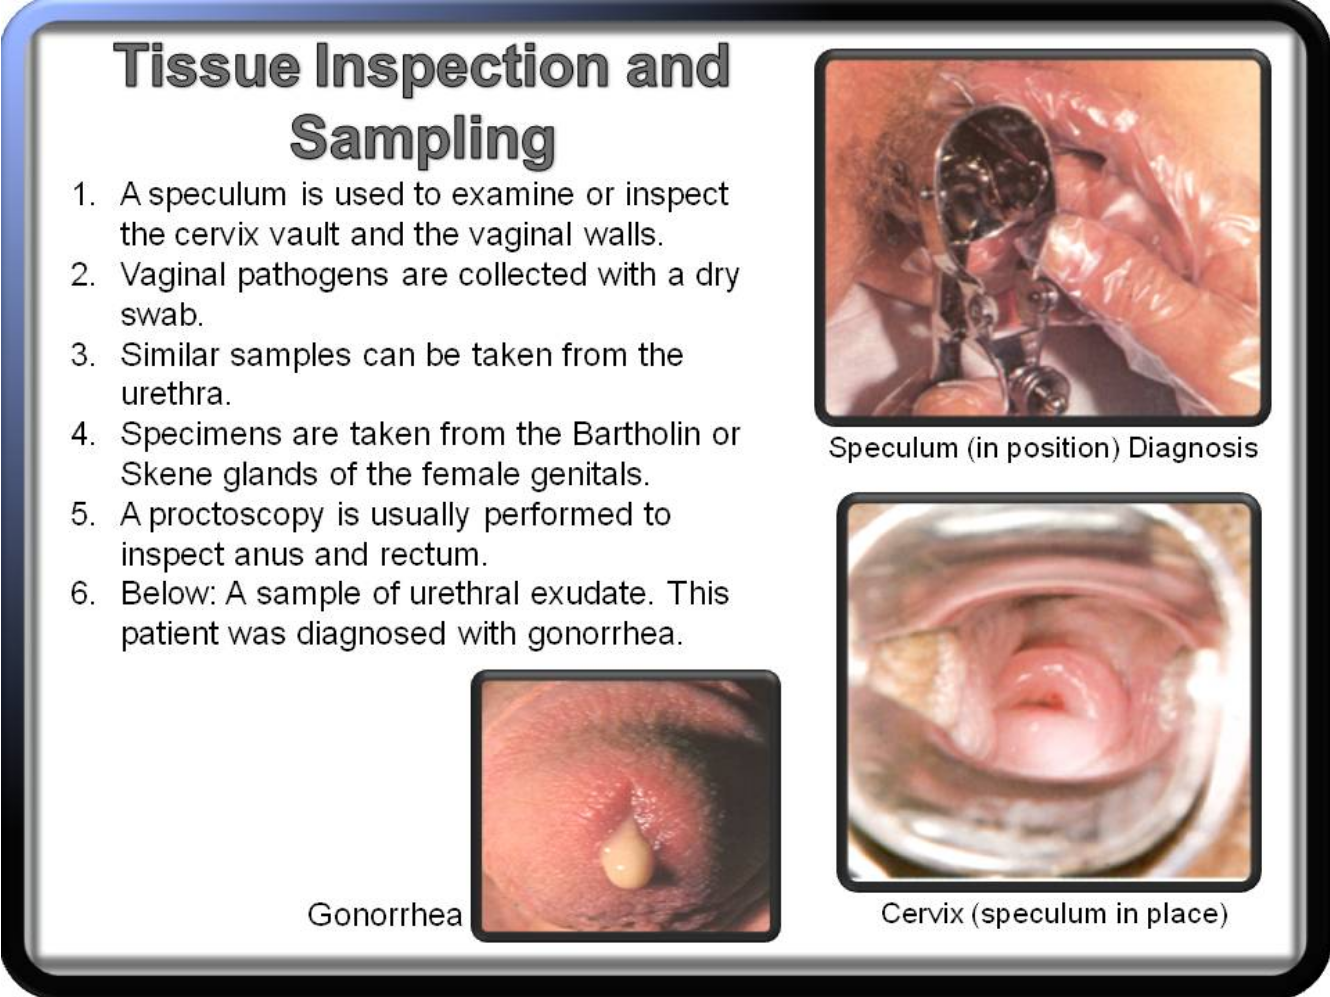 Tissue Inspection and
Sampling
1. A speculum is used to examine or inspect
the cervix vault and the vaginal walls.
2. Vaginal pathogens are collected with a dry
swab.
3. Similar samples can be taken from the
urethra.
4. Specimens are taken from the Bartholin or
Skene glands of the female genitals.
5. A proctoscopy is usually performed to
inspect anus and rectum.
6. Below: A sample of urethral exudate. This
patient was diagnosed with gonorrhea.
Gonorrhea
Speculum (in position) Diagnosis
Cervix (speculum in place)